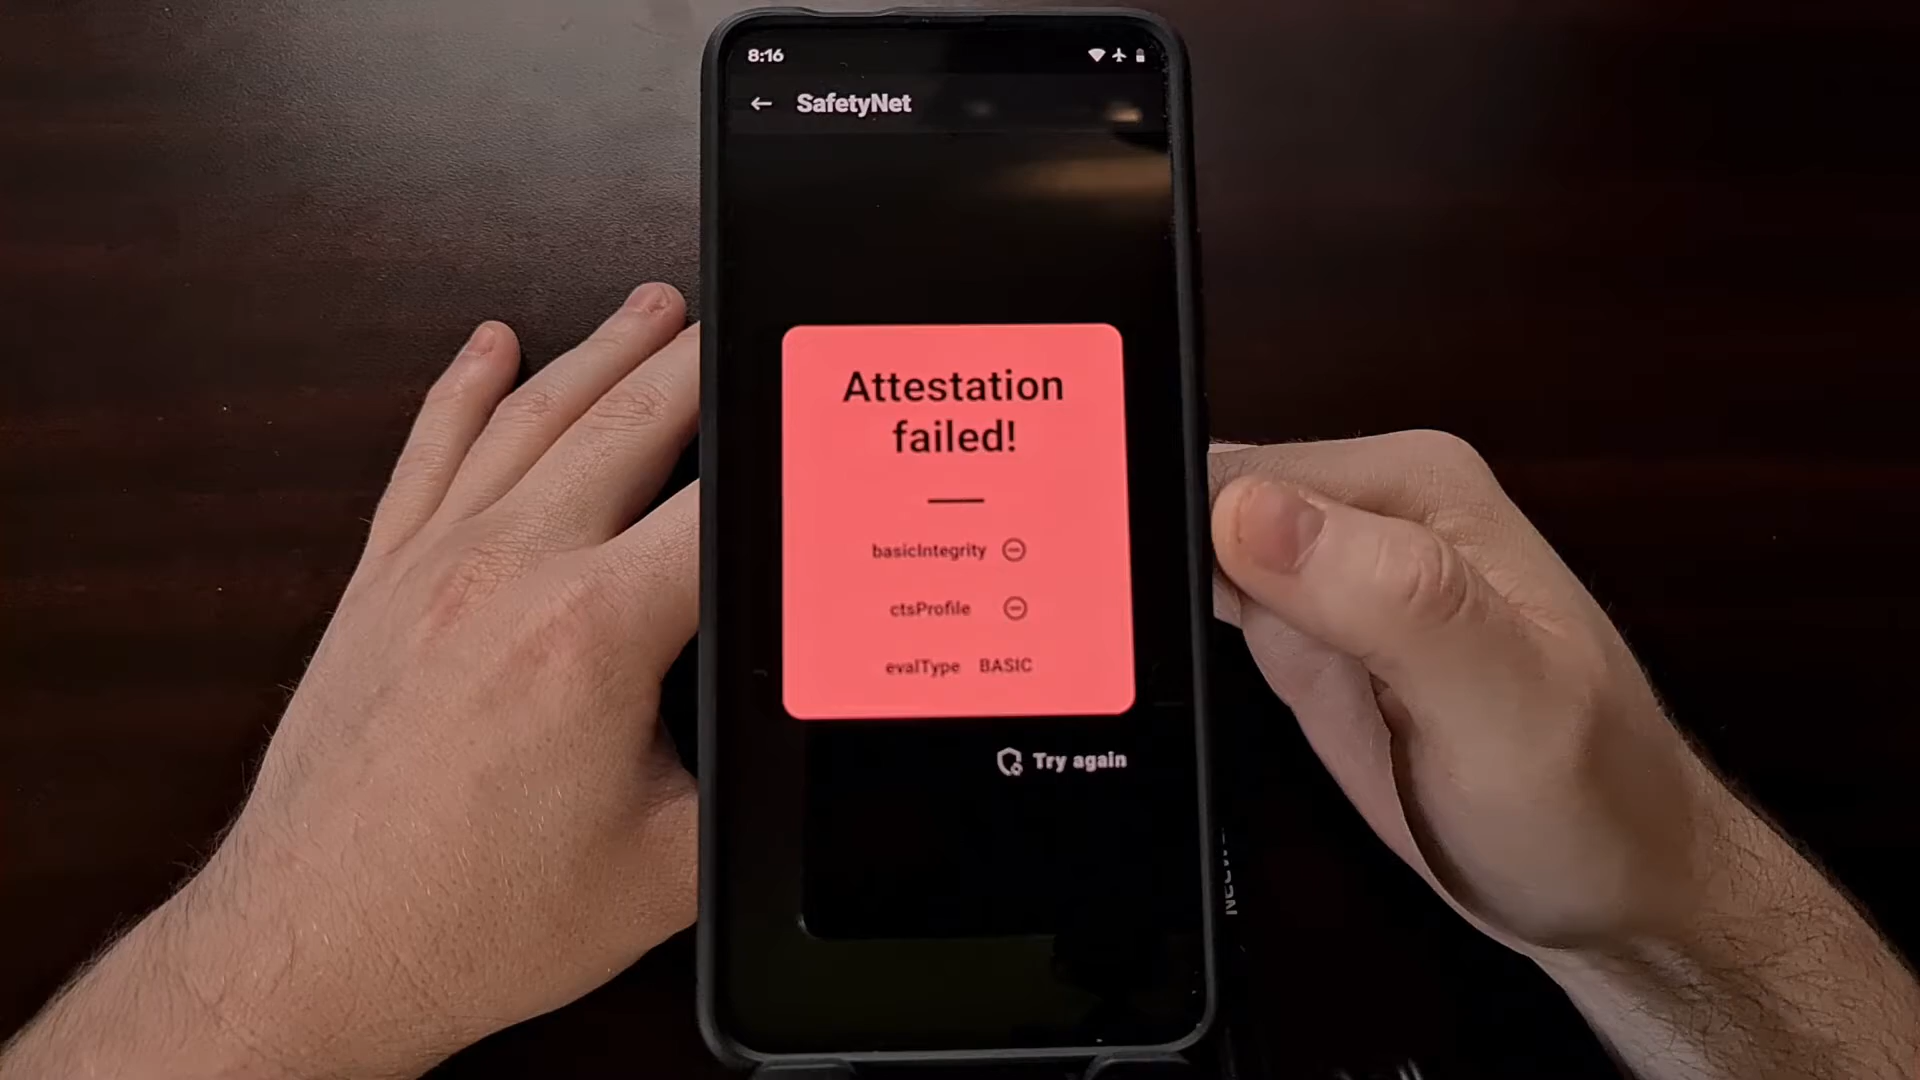 8:16
SafetyNet
Attestation
failed!
basicIntegrity
ctsProfile
evalType BASIC
Try again